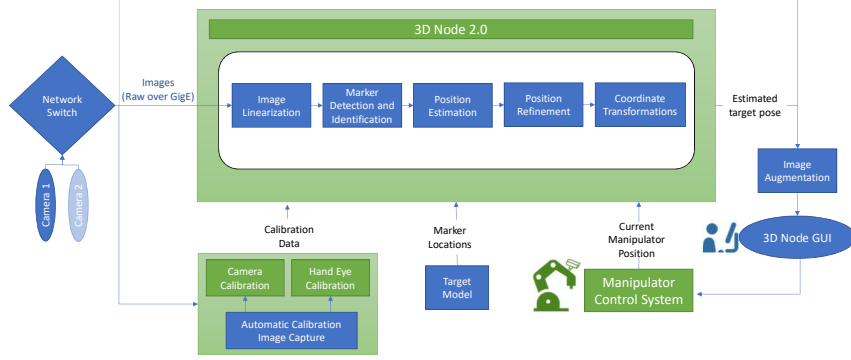 3D Node 2.0
Images
(Raw over GigE)
Network
Switch
Camera 1
Camera 2
Image
Linearization
Marker
Detection and
Identification
Position
Estimation
Position
Refinement
Coordinate
Transformations
Estimated
target pose
Image
Augmentation
3D Node GUI
Calibration
Data
Marker
Locations
Current
Manipulator
Position
Camera
Calibration
Hand Eye
Calibration
Automatic Calibration
Image Capture
Target
Model
Manipulator
Control System